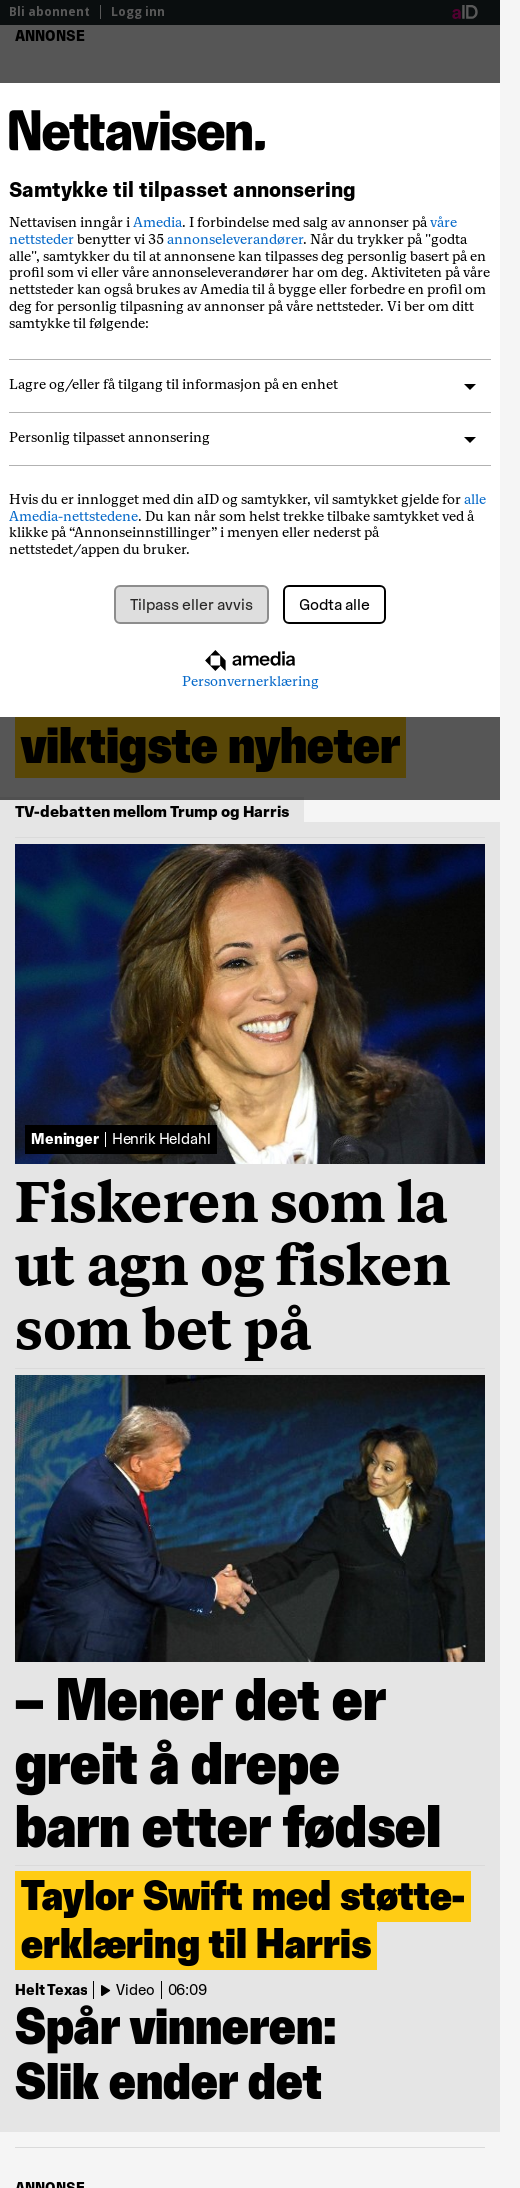 Bli abonnent
Logg inn
aID
ANNONSE
Nettavisen.
Samtykke til tilpasset annonsering
Nettavisen inngår i Amedia. I forbindelse med salg av annonser på våre
nettsteder benytter vi 35 annonseleverandører. Når du trykker på "godta
alle", samtykker du til at annonsene kan tilpasses deg personlig basert på en
profil som vi eller våre annonseleverandører har om deg. Aktiviteten på våre
nettsteder kan også brukes av Amedia til å bygge eller forbedre en profil om
deg for personlig tilpasning av annonser på våre nettsteder. Vi ber om ditt
samtykke til følgende:
Lagre og/eller få tilgang til informasjon på en enhet
Personlig tilpasset annonsering
Hvis du er innlogget med din aID og samtykker, vil samtykket gjelde for alle
Amedia-nettstedene. Du kan når som helst trekke tilbake samtykket ved å
klikke på “Annonseinnstillinger” i menyen eller nederst på
nettstedet/appen du bruker.
Tilpass eller avvis
Godta alle
amedia
Personvernerklæring
viktigste nyheter
TV-debatten mellom Trump og Harris
Meninger
Henrik Heldahl
Fiskeren som la
ut agn og fisken
som bet på
– Mener det er
greit å drepe
barn etter fødsel
Taylor Swift med støtte-
erklæring til Harris
Helt Texas
Video
06:09
Spår vinneren:
Slik ender det
ANNONSE